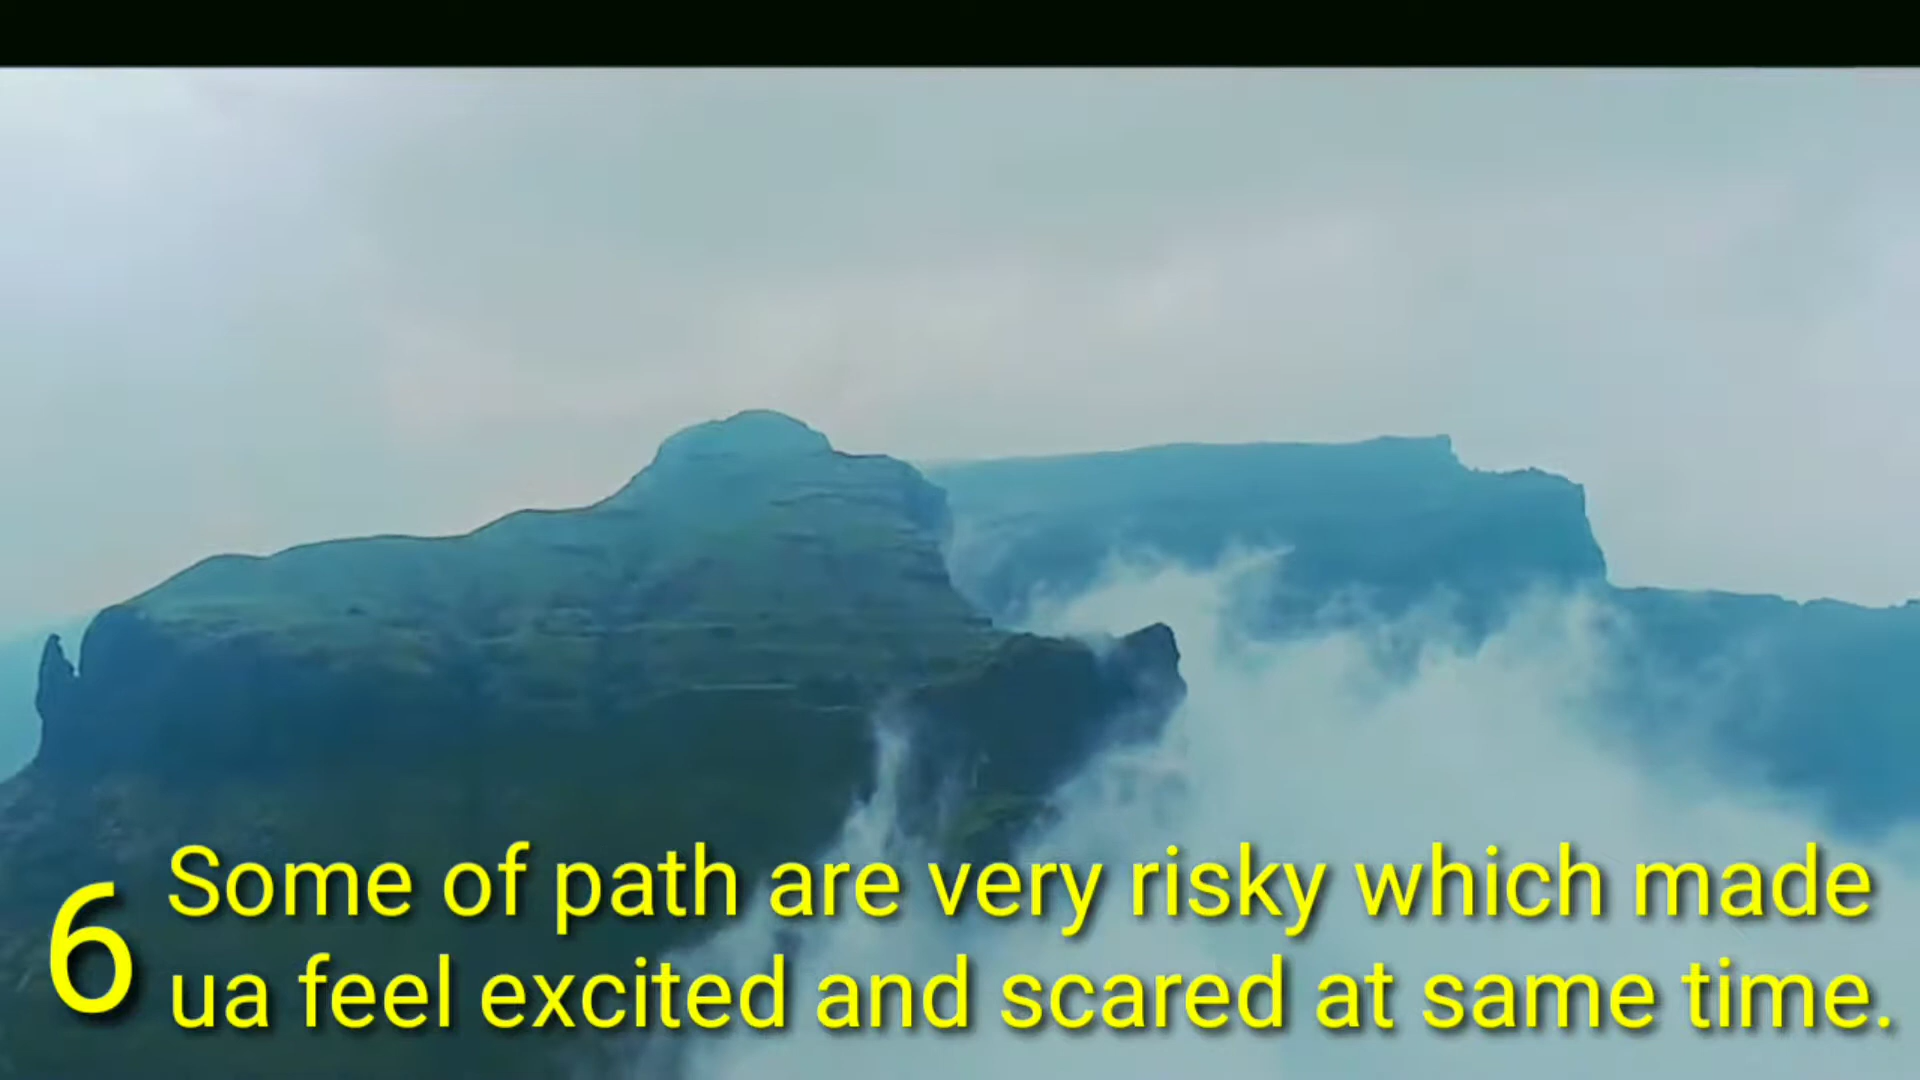 6
Some of path are very risky which made
ua feel excited and scared at same time.